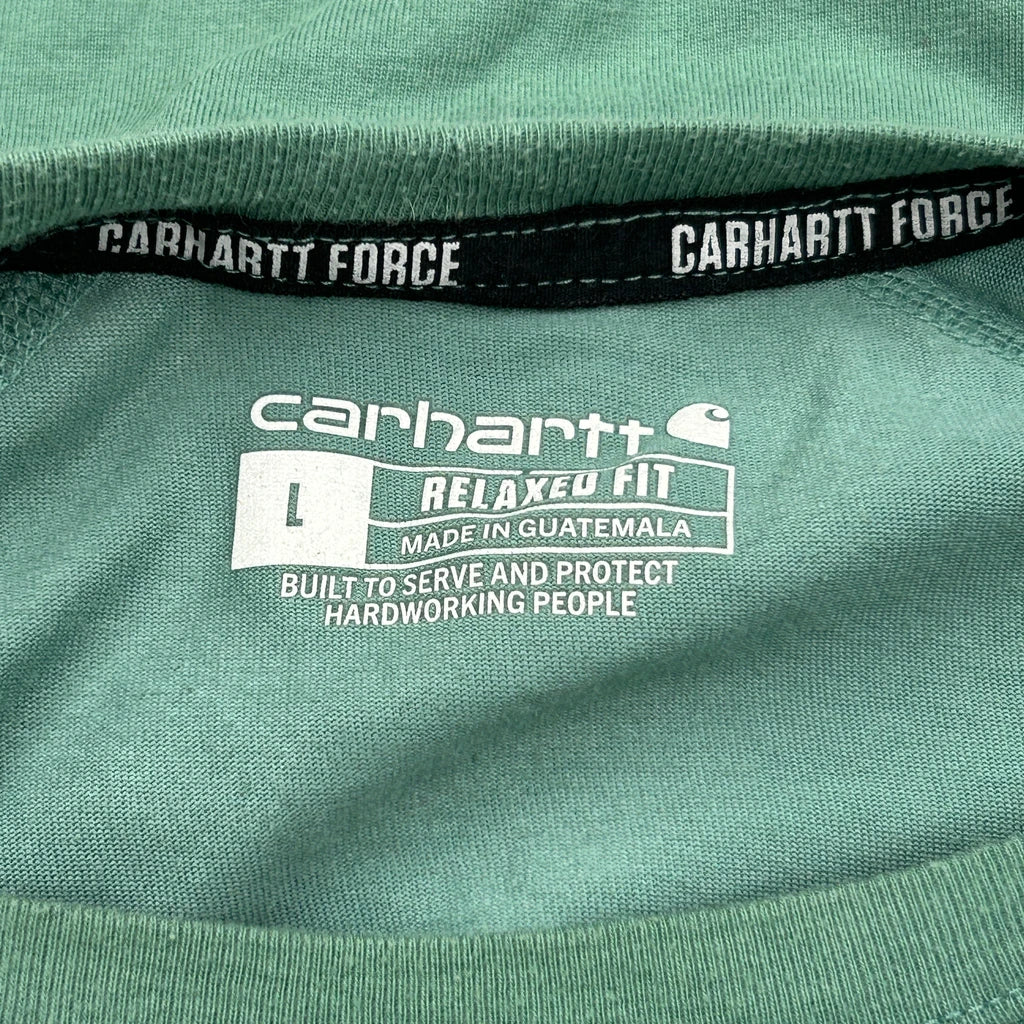 CARHARTT FORCE CARHARTT FORCE
carhartt
L
RELAXED FIT
MADE IN GUATEMALA
BUILT TO SERVE AND PROTECT
HARDWORKING PEOPLE